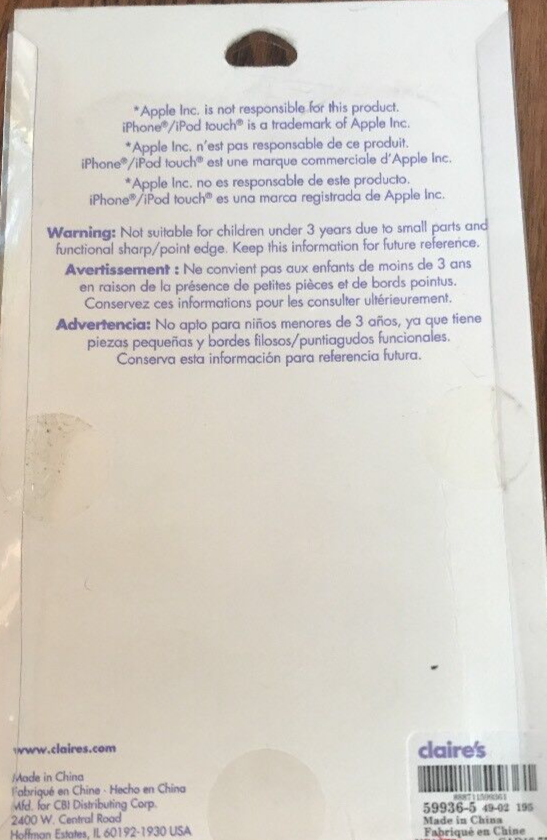 *Apple Inc. is not responsible for this product.
iPhone®/iPod touch® is a trademark of Apple Inc.
*Apple Inc. n'est pas responsable de ce produit.
iPhone®/iPod touch® est une marque commerciale d'Apple Inc.
*Apple Inc. no es responsable de este producto.
iPhone®/iPod touch® es una marca registrada de Apple Inc.
Warning: Not suitable for children under 3 years due to small parts and
functional sharp/point edge. Keep this information for future reference.
Avertissement : Ne convient pas aux enfants de moins de 3 ans
en raison de la présence de petites pièces et de bords pointus.
Conservez ces informations pour les consulter ultérieurement.
Advertencia: No apto para niños menores de 3 años, ya que tiene
piezas pequeñas y bordes filosos/puntiagudos funcionales.
Conserva esta información para referencia futura.
www.claires.com
Made in China
Fabriqué en Chine · Hecho en China
Mfd. for CBI Distributing Corp.
2400 W. Central Road
Hoffman Estates, IL 60192-1930 USA
claire's
59936-5 49-02 195
Made in China
Fabriqué en Chine